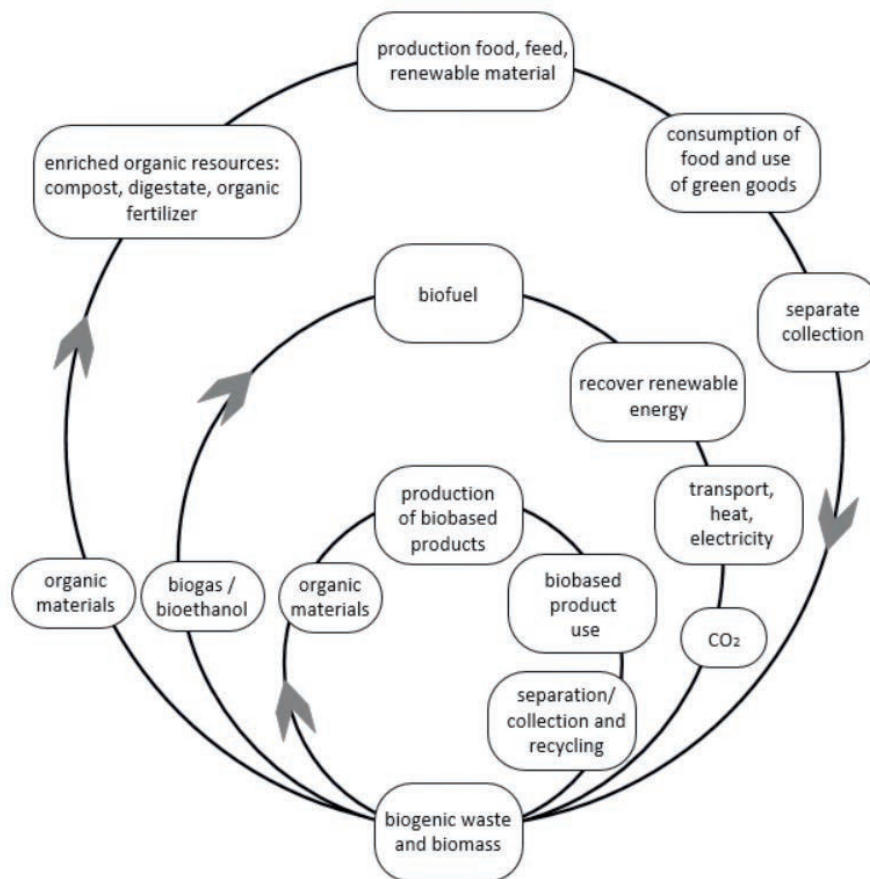 production food, feed,
renewable material
consumption of
food and use
of green goods
enriched organic resources:
compost, digestate, organic
fertilizer
biofuel
separate
collection
recover renewable
energy
production
of biobased
products
transport,
heat,
electricity
organic
materials
biogas /
bioethanol
organic
materials
biobased
product
use
CO₂
separation/
collection and
recycling
biogenic waste
and biomass